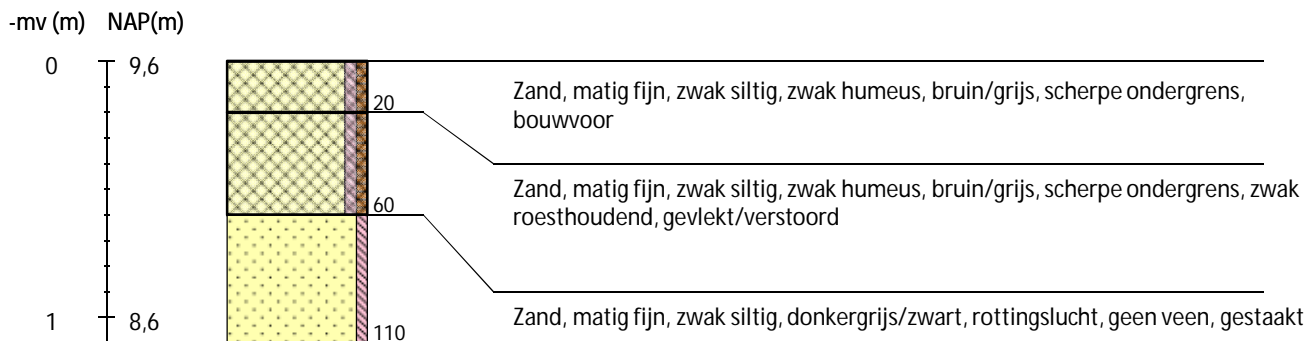 -mv (m) NAP(m)
0 9,6
20
Zand, matig fijn, zwak siltig, zwak humeus, bruin/grijs, scherpe ondergrens,
bouwvoor
60
Zand, matig fijn, zwak siltig, zwak humeus, bruin/grijs, scherpe ondergrens, zwak
roesthoudend, gevlekt/verstoord
1 8,6
110
Zand, matig fijn, zwak siltig, donkergrijs/zwart, rottingslucht, geen veen, gestaakt